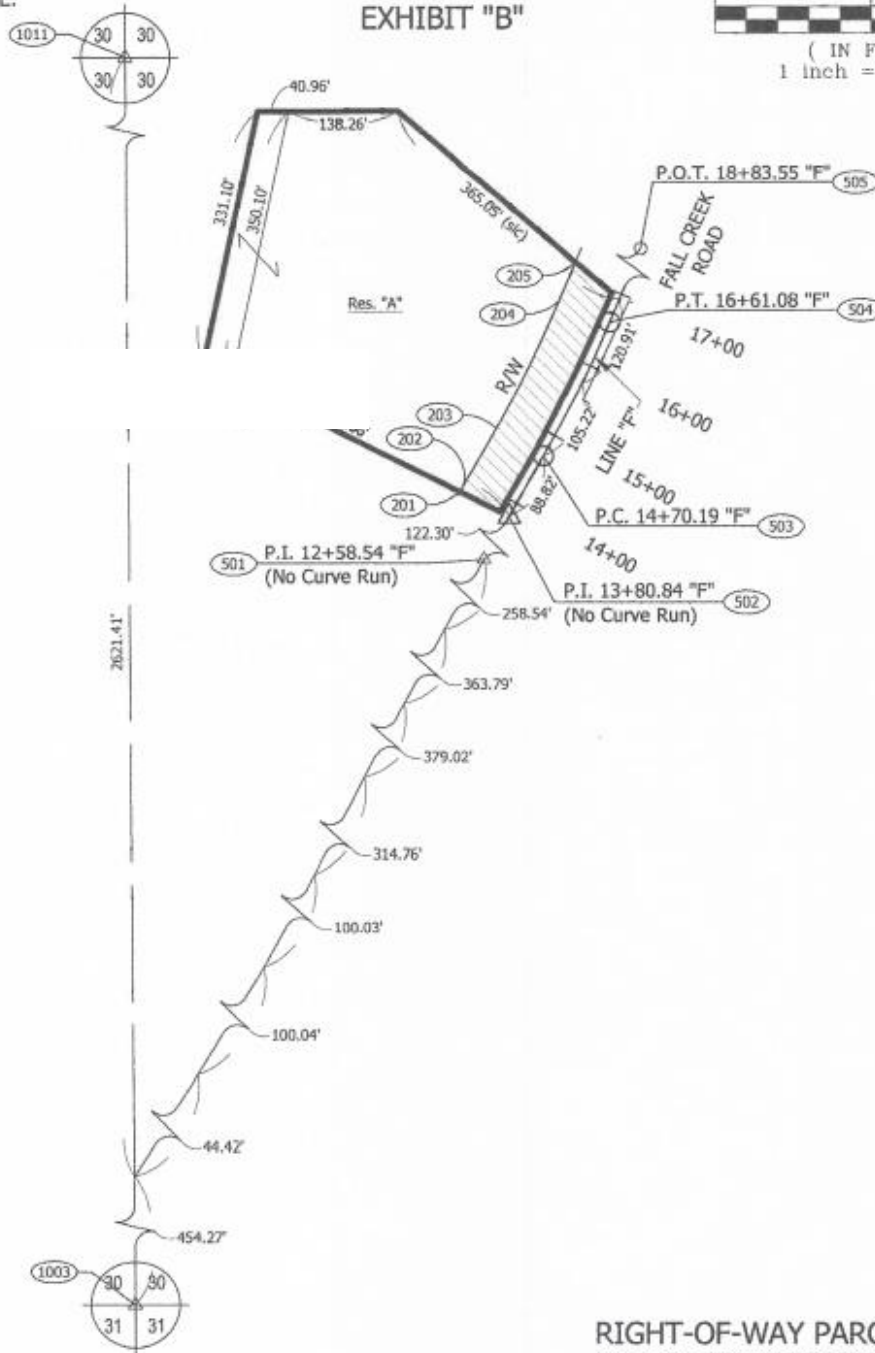 EXHIBIT "B"
1011
30 30
30 30
( IN F
1 inch =
40.96'
138.26'
331.10'
350.10'
365.05' (slc)
P.O.T. 18+83.55 "F"
505
FALL CREEK
ROAD
205
Res. "A"
204
P.T. 16+61.08 "F"
504
120.91'
17+00
R/W
203
105.22'
LINE "F"
16+00
202
201
88.82'
15+00
P.C. 14+70.19 "F"
503
122.30'
14+00
501
P.I. 12+58.54 "F"
(No Curve Run)
P.I. 13+80.84 "F"
(No Curve Run)
502
258.54'
2621.41'
363.79'
379.02'
314.76'
100.03'
100.04'
44.42'
454.27'
1003
30 30
31 31
RIGHT-OF-WAY PARC